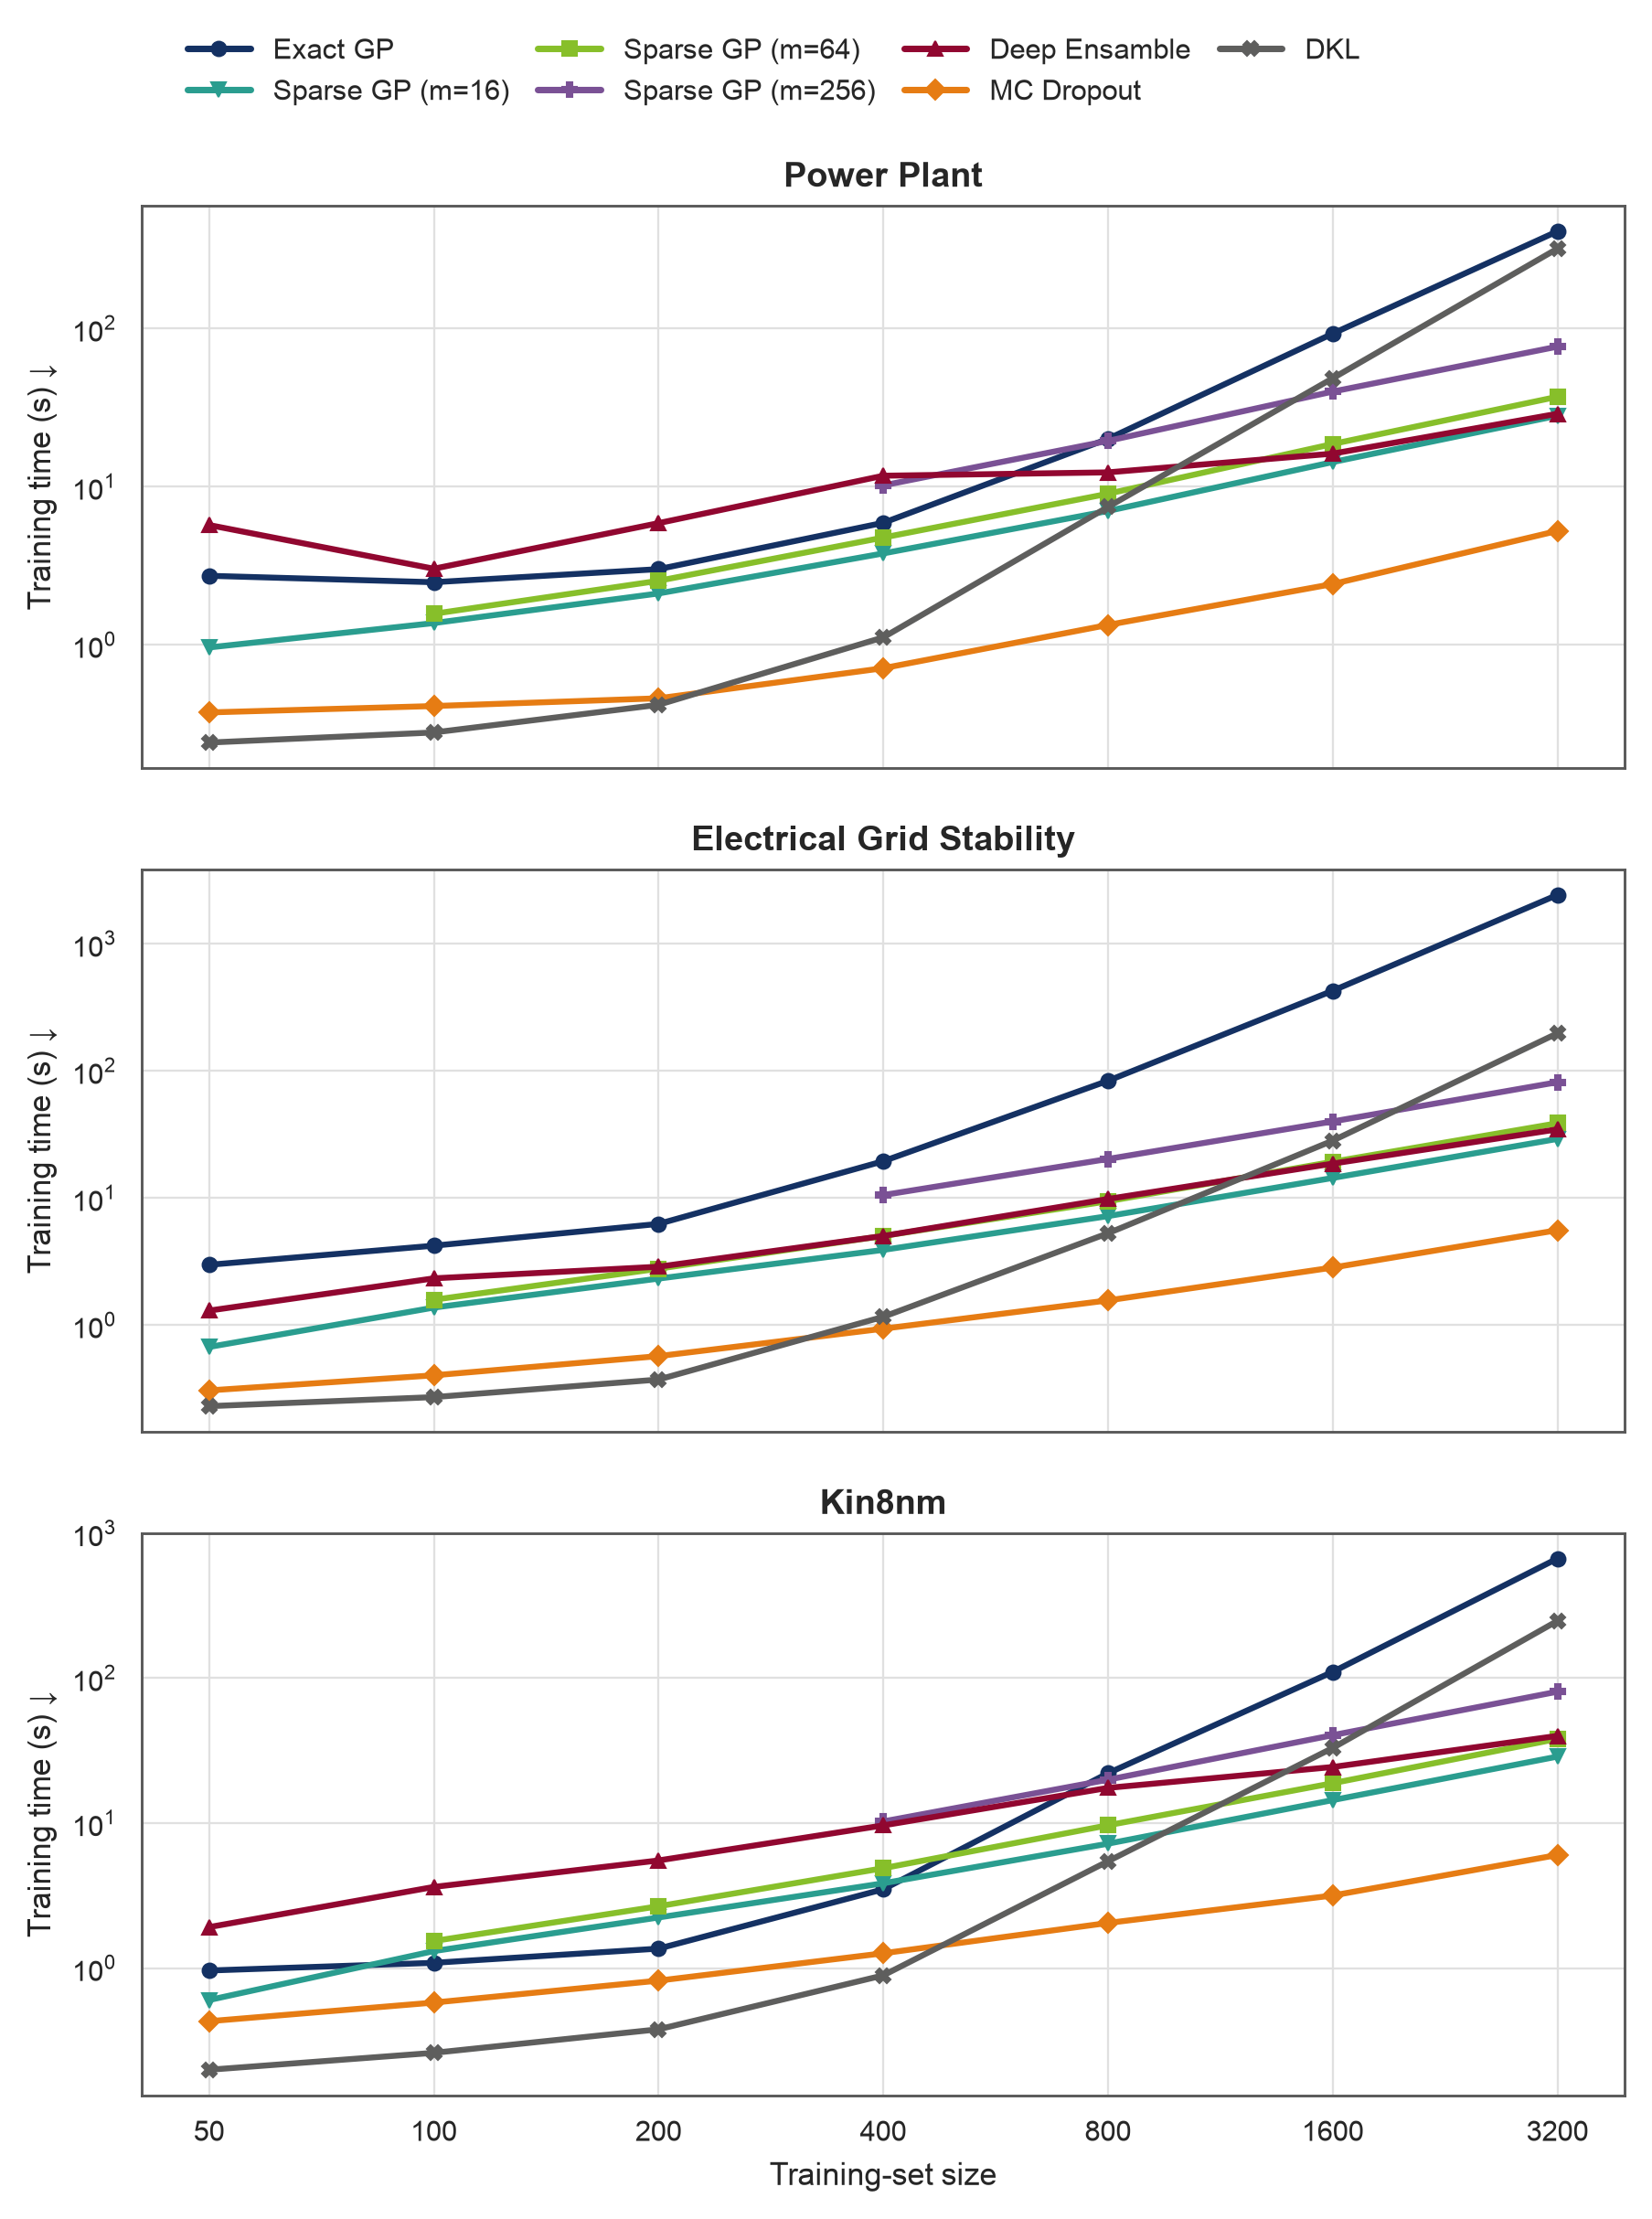 Exact GP
Sparse GP (m=64)
Deep Ensamble
DKL
Sparse GP (m=16)
Sparse GP (m=256)
MC Dropout
Power Plant
Training time (s) ↓
10²
10¹
10⁰
Electrical Grid Stability
Training time (s) ↓
10³
10²
10¹
10⁰
Kin8nm
Training time (s) ↓
10³
10²
10¹
10⁰
50 100 200 400 800 1600 3200
Training-set size